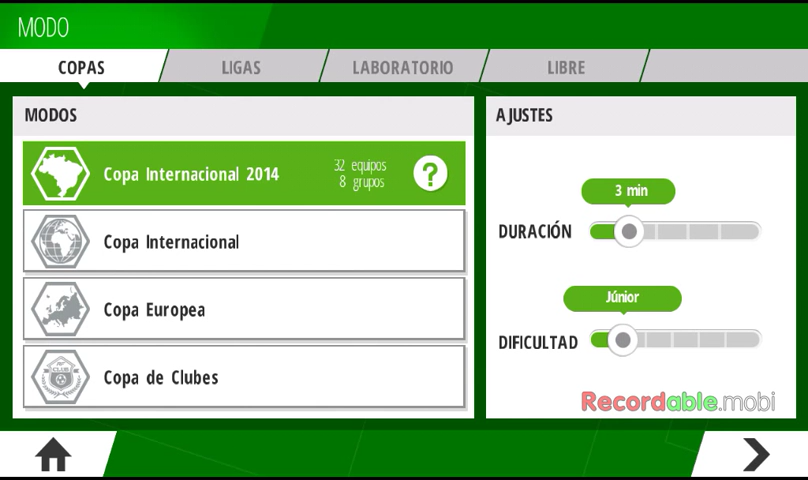 MODO
COPAS
LIGAS
LABORATORIO
LIBRE
MODOS
Copa Internacional 2014
32 equipos
8 grupos
?
Copa Internacional
Copa Europea
Copa de Clubes
AJUSTES
3 min
DURACIÓN
Júnior
DIFICULTAD
Recordable.mobi